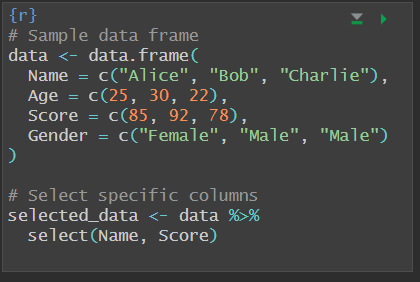 {r}
# Sample data frame
data <- data.frame(
  Name = c("Alice", "Bob", "Charlie"),
  Age = c(25, 30, 22),
  Score = c(85, 92, 78),
  Gender = c("Female", "Male", "Male")
)

# Select specific columns
selected_data <- data %>%
  select(Name, Score)